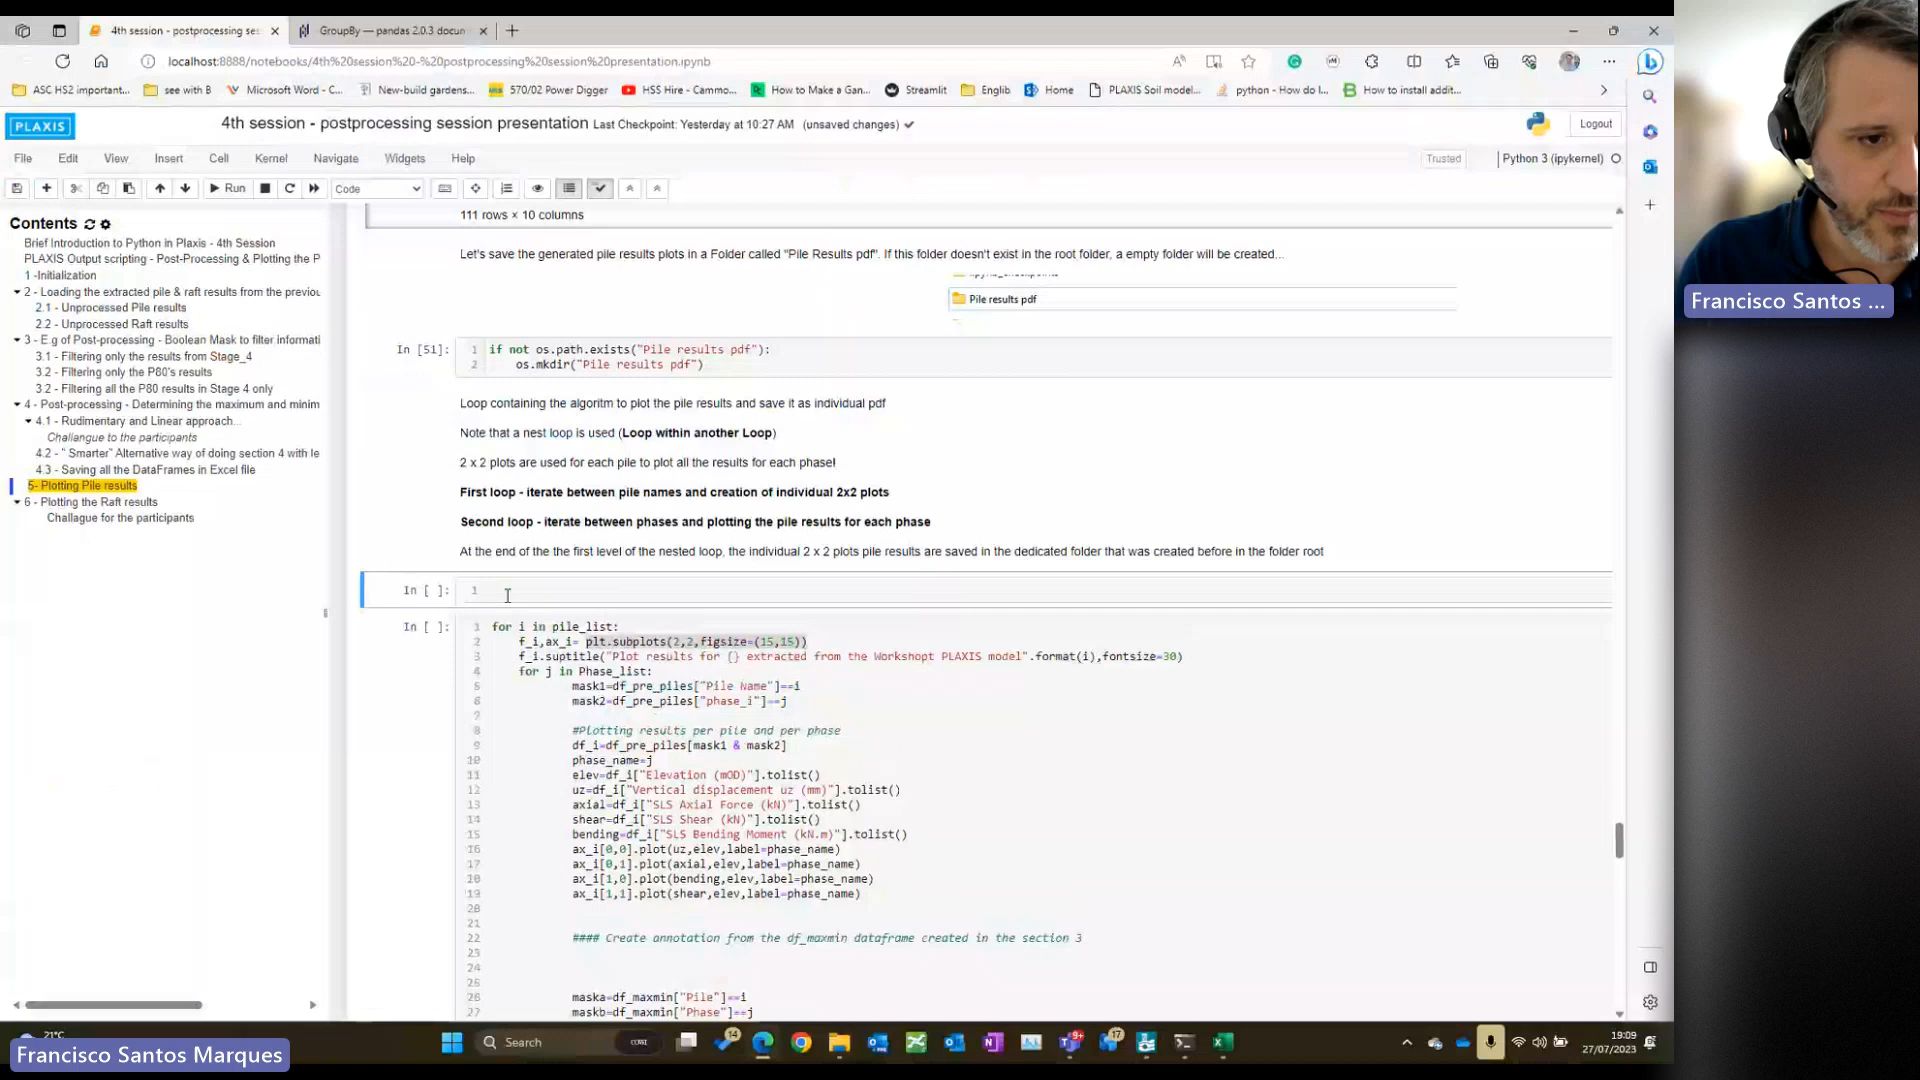 4th session - postprocessing ses
GroupBy — pandas 2.0.3 docun
localhost:8888/notebooks/4th%20session%20-%20postprocessing%20session%20presentation.ipynb
ASC HS2 important...
see with B
Microsoft Word - C...
New-build gardens...
570/02 Power Digger
HSS Hire - Cammo...
How to Make a Gan...
Streamlit
Englib
Home
PLAXIS Soil model...
python - How do I...
How to install addit...
PLAXIS
4th session - postprocessing session presentation Last Checkpoint: Yesterday at 10:27 AM (unsaved changes)
Logout
File Edit View Insert Cell Kernel Navigate Widgets Help
Trusted
Python 3 (ipykernel)
Run
Code
Contents
Brief Introduction to Python in Plaxis - 4th Session
PLAXIS Output scripting - Post-Processing & Plotting the P
1 -Initialization
2 - Loading the extracted pile & raft results from the previou
2.1 - Unprocessed Pile results
2.2 - Unprocessed Raft results
3 - E.g of Post-processing - Boolean Mask to filter informati
3.1 - Filtering only the results from Stage_4
3.2 - Filtering only the P80's results
3.2 - Filtering all the P80 results in Stage 4 only
4 - Post-processing - Determining the maximum and minim
4.1 - Rudimentary and Linear approach...
Challangue to the participants
4.2 - " Smarter" Alternative way of doing section 4 with le
4.3 - Saving all the DataFrames in Excel file
5- Plotting Pile results
6 - Plotting the Raft results
Challague for the participants
111 rows × 10 columns
Let's save the generated pile results plots in a Folder called "Pile Results pdf". If this folder doesn't exist in the root folder, a empty folder will be created...
Pile results pdf
In [51]:
1 if not os.path.exists("Pile results pdf"):
2 os.mkdir("Pile results pdf")
Loop containing the algoritm to plot the pile results and save it as individual pdf
Note that a nest loop is used (Loop within another Loop)
2 x 2 plots are used for each pile to plot all the results for each phase!
First loop - iterate between pile names and creation of individual 2x2 plots
Second loop - iterate between phases and plotting the pile results for each phase
At the end of the the first level of the nested loop, the individual 2 x 2 plots pile results are saved in the dedicated folder that was created before in the folder root
In [ ]: 1
In [ ]:
1 for i in pile_list:
2 f_i,ax_i= plt.subplots(2,2,figsize=(15,15))
3 f_i.suptitle("Plot results for {} extracted from the Workshopt PLAXIS model".format(i),fontsize=30)
4 for j in Phase_list:
5 mask1=df_pre_piles["Pile Name"]==i
6 mask2=df_pre_piles["phase_i"]==j
7
8 #Plotting results per pile and per phase
9 df_i=df_pre_piles[mask1 & mask2]
10 phase_name=j
11 elev=df_i["Elevation (mOD)"].tolist()
12 uz=df_i["Vertical displacement uz (mm)"].tolist()
13 axial=df_i["SLS Axial Force (kN)"].tolist()
14 shear=df_i["SLS Shear (kN)"].tolist()
15 bending=df_i["SLS Bending Moment (kN.m)"].tolist()
16 ax_i[0,0].plot(uz,elev,label=phase_name)
17 ax_i[0,1].plot(axial,elev,label=phase_name)
18 ax_i[1,0].plot(bending,elev,label=phase_name)
19 ax_i[1,1].plot(shear,elev,label=phase_name)
20
21
22 #### Create annotation from the df_maxmin dataframe created in the section 3
23
24
25
26 maska=df_maxmin["Pile"]==i
27 maskb=df_maxmin["Phase"]==j
Francisco Santos ...
21°C
Francisco Santos Marques
Search
14
9+
17
19:09
27/07/2023